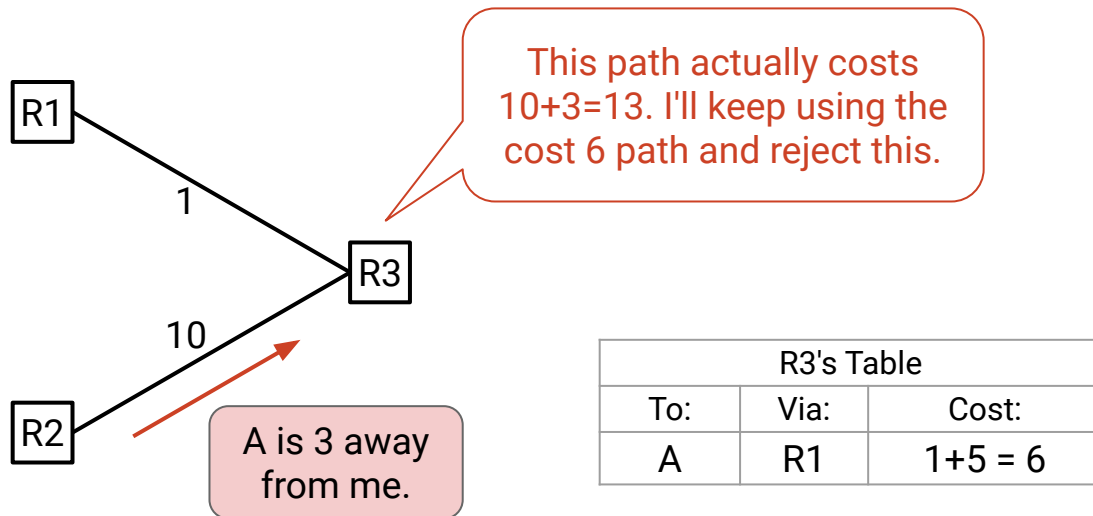 This path actually costs
10+3=13. I'll keep using the
cost 6 path and reject this.
R1
1
R3
10
R2
A is 3 away
from me.
R3's Table
To: Via: Cost:
A R1 1+5 = 6